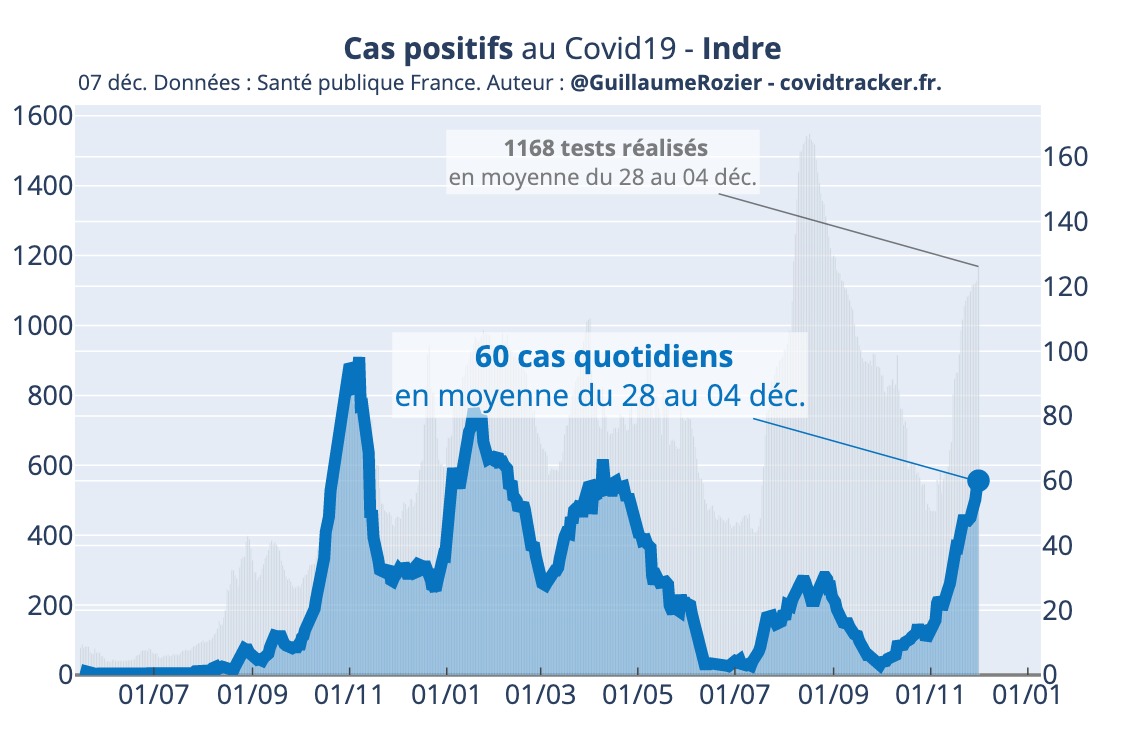 Cas positifs au Covid19 - Indre
07 déc. Données : Santé publique France. Auteur : @GuillaumeRozier - covidtracker.fr.
1600
1400
1200
1000
800
600
400
200
0
1168 tests réalisés
en moyenne du 28 au 04 déc.
60 cas quotidiens
en moyenne du 28 au 04 déc.
160
140
120
100
80
60
40
20
0
01/07 01/09 01/11 01/01 01/03 01/05 01/07 01/09 01/11 01/01